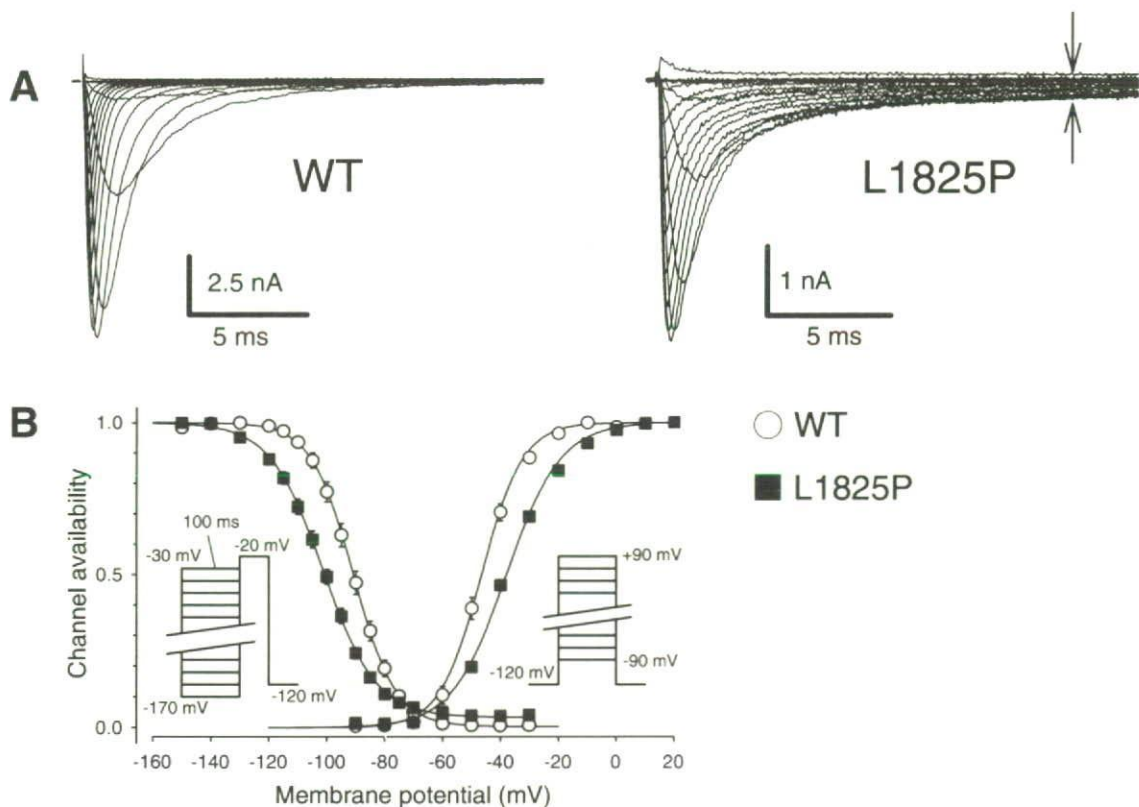 A
WT
2.5 nA
5 ms
L1825P
1 nA
5 ms
B
Channel availability
1.0
0.5
0.0
100 ms
-30 mV
-20 mV
-170 mV
-120 mV
+90 mV
-120 mV
-90 mV
WT
L1825P
-160 -140 -120 -100 -80 -60 -40 -20 0 20
Membrane potential (mV)